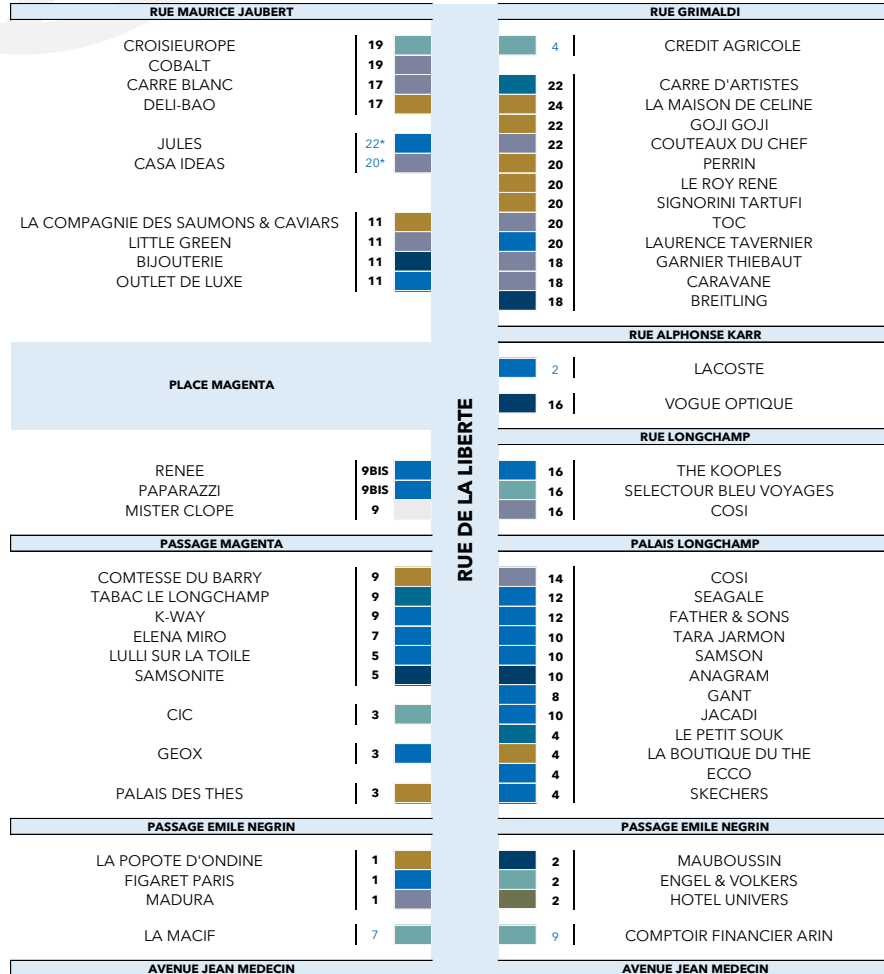 RUE MAURICE JAUBERT
CROISIEUROPE 19
COBALT 19
CARRE BLANC 17
DELI-BAO 17
JULES 22*
CASA IDEAS 20*
LA COMPAGNIE DES SAUMONS & CAVIARS 11
LITTLE GREEN 11
BIJOUTERIE 11
OUTLET DE LUXE 11
PLACE MAGENTA
RENEE 9BIS
PAPARAZZI 9BIS
MISTER CLOPE 9
PASSAGE MAGENTA
COMTESSE DU BARRY 9
TABAC LE LONGCHAMP 9
K-WAY 9
ELENA MIRO 7
LULLI SUR LA TOILE 5
SAMSONITE 5
CIC 3
GEOX 3
PALAIS DES THES 3
PASSAGE EMILE NEGRIN
LA POPOTE D'ONDINE 1
FIGARET PARIS 1
MADURA 1
LA MACIF 7
AVENUE JEAN MEDECIN
RUE DE LA LIBERTE
RUE GRIMALDI
4 CREDIT AGRICOLE
22 CARRE D'ARTISTES
24 LA MAISON DE CELINE
22 GOJI GOJI
22 COUTEAUX DU CHEF
20 PERRIN
20 LE ROY RENE
20 SIGNORINI TARTUFI
20 TOC
20 LAURENCE TAVERNIER
18 GARNIER THIEBAUT
18 CARAVANE
18 BREITLING
RUE ALPHONSE KARR
2 LACOSTE
16 VOGUE OPTIQUE
RUE LONGCHAMP
16 THE KOOPLES
16 SELECTOUR BLEU VOYAGES
16 COSI
PALAIS LONGCHAMP
14 COSI
12 SEAGALE
12 FATHER & SONS
10 TARA JARMON
10 SAMSON
10 ANAGRAM
8 GANT
10 JACADI
4 LE PETIT SOUK
4 LA BOUTIQUE DU THE
4 ECCO
4 SKECHERS
PASSAGE EMILE NEGRIN
2 MAUBOUSSIN
2 ENGEL & VOLKERS
2 HOTEL UNIVERS
9 COMPTOIR FINANCIER ARIN
AVENUE JEAN MEDECIN